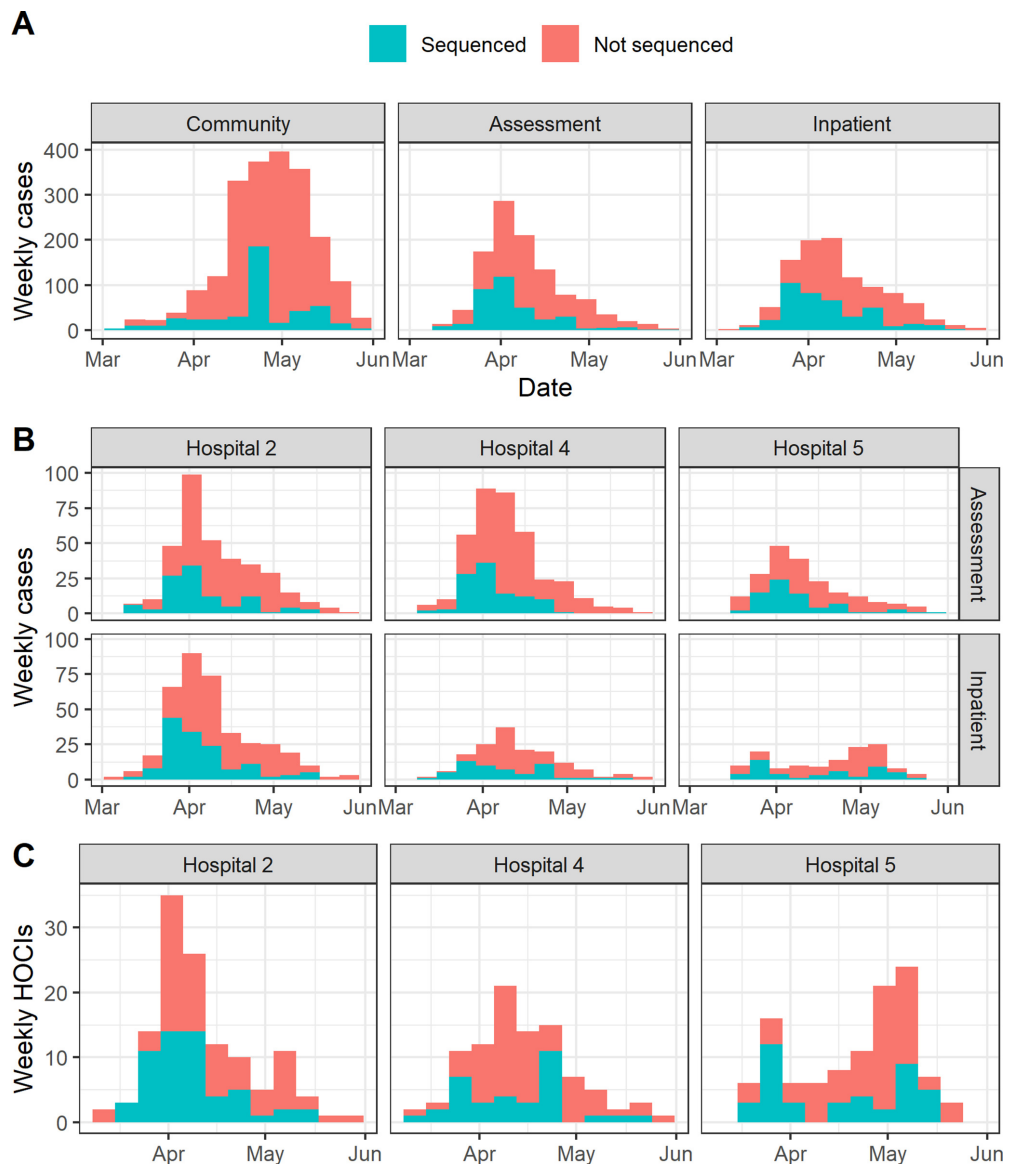 A
Sequenced Not sequenced
Community Assessment Inpatient
Weekly cases
400
300
200
100
0
Mar Apr May Jun Mar Apr May Jun Mar Apr May Jun
Date
B
Hospital 2 Hospital 4 Hospital 5
Weekly cases
100
75
50
25
0
Assessment
100
75
50
25
0
Inpatient
Mar Apr May Jun Mar Apr May Jun Mar Apr May Jun
C
Hospital 2 Hospital 4 Hospital 5
Weekly HOCIs
30
20
10
0
Apr May Jun Apr May Jun Apr May Jun